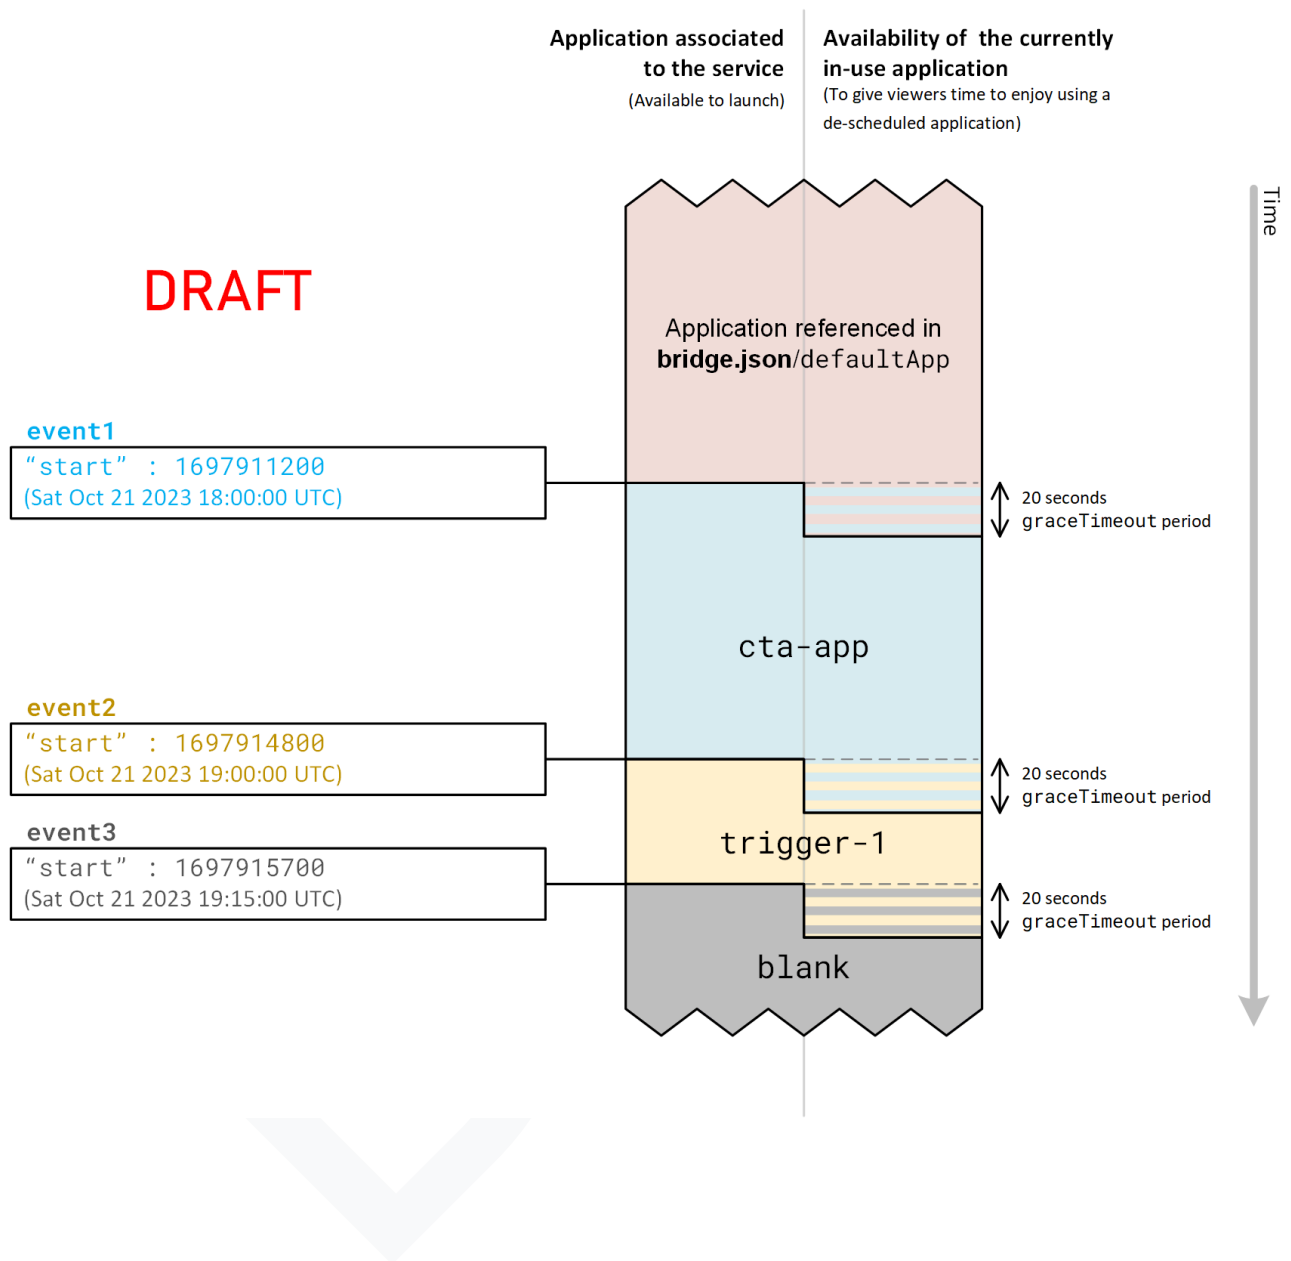 Application associated
to the service
(Available to launch)
Availability of  the currently
in-use application
(To give viewers time to enjoy using a
de-scheduled application)
Time
DRAFT
Application referenced in
bridge.json/defaultApp
event1
“start” : 1697911200
(Sat Oct 21 2023 18:00:00 UTC)
20 seconds
graceTimeout period
cta-app
event2
“start” : 1697914800
(Sat Oct 21 2023 19:00:00 UTC)
20 seconds
graceTimeout period
trigger-1
event3
“start” : 1697915700
(Sat Oct 21 2023 19:15:00 UTC)
20 seconds
graceTimeout period
blank